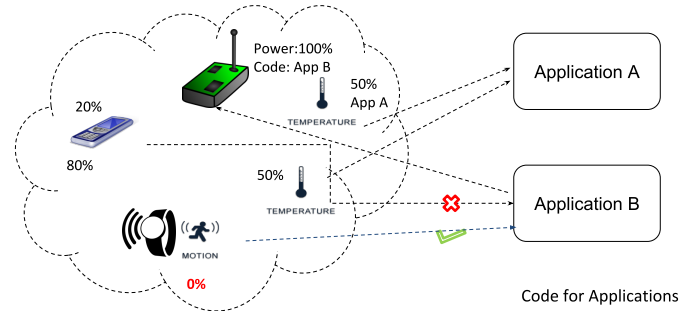 Power:100%
Code: App B
50%
App A
TEMPERATURE
Application A
20%
80%
50%
TEMPERATURE
Application B
MOTION
0%
Code for Applications